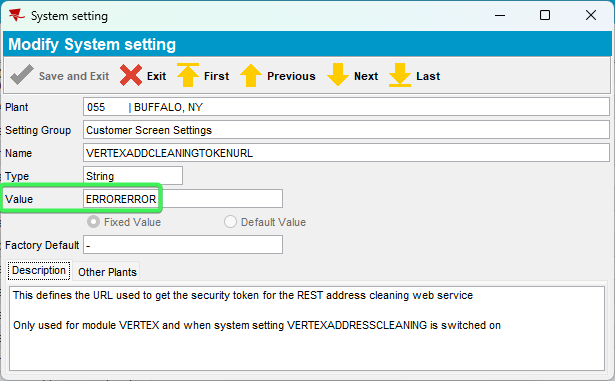 System setting
Modify System setting
Save and Exit Exit First Previous Next Last
Plant 055 | BUFFALO, NY
Setting Group Customer Screen Settings
Name VERTEXADDCLEANINGTOKENURL
Type String
Value ERRORERROR
Fixed Value Default Value
Factory Default -
Description Other Plants
This defines the URL used to get the security token for the REST address cleaning web service
Only used for module VERTEX and when system setting VERTEXADDRESSCLEANING is switched on